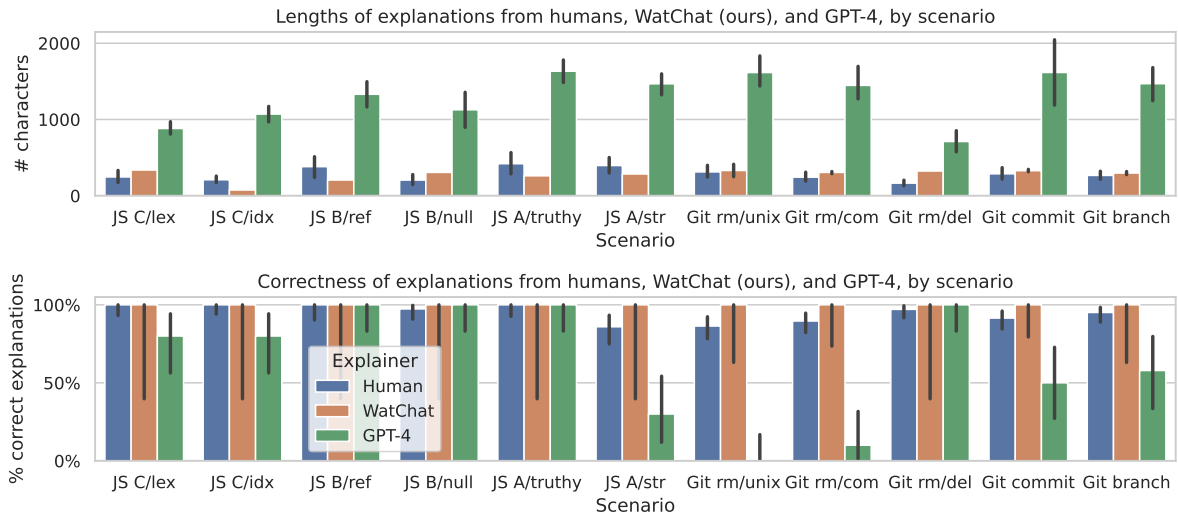 Lengths of explanations from humans, WatChat (ours), and GPT-4, by scenario
# characters
2000
1000
0
JS C/lex JS C/idx JS B/ref JS B/null JS A/truthy JS A/str Git rm/unix Git rm/com Git rm/del Git commit Git branch
Scenario
Correctness of explanations from humans, WatChat (ours), and GPT-4, by scenario
% correct explanations
100%
50%
0%
Explainer
Human
WatChat
GPT-4
JS C/lex JS C/idx JS B/ref JS B/null JS A/truthy JS A/str Git rm/unix Git rm/com Git rm/del Git commit Git branch
Scenario